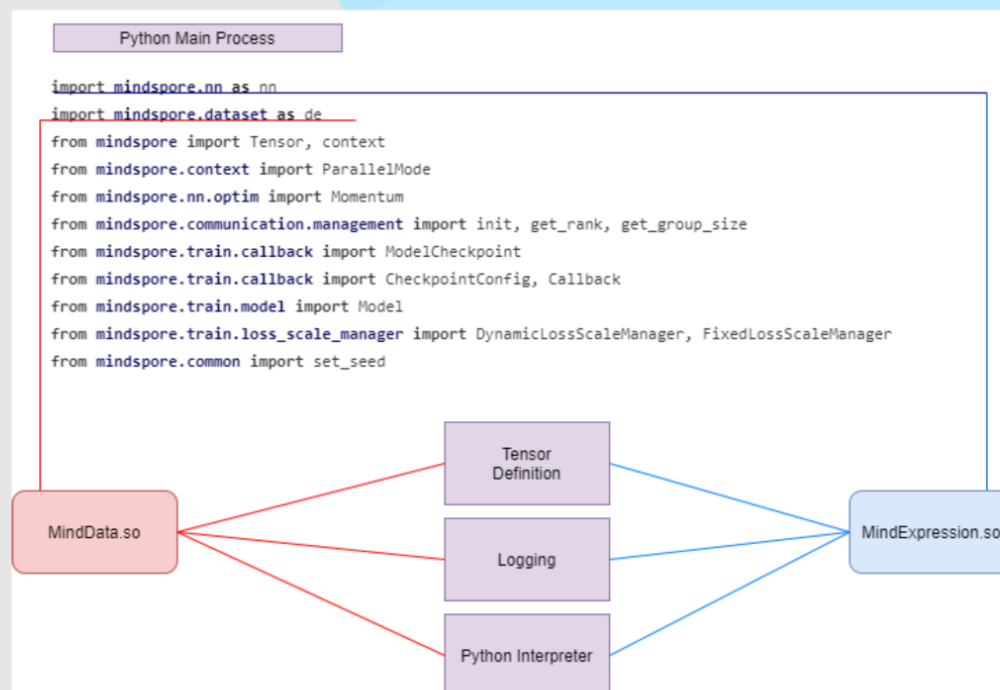 Python Main Process
import mindspore.nn as nn
import mindspore.dataset as de
from mindspore import Tensor, context
from mindspore.context import ParallelMode
from mindspore.nn.optim import Momentum
from mindspore.communication.management import init, get_rank, get_group_size
from mindspore.train.callback import ModelCheckpoint
from mindspore.train.callback import CheckpointConfig, Callback
from mindspore.train.model import Model
from mindspore.train.loss_scale_manager import DynamicLossScaleManager, FixedLossScaleManager
from mindspore.common import set_seed
Tensor
Definition
MindData.so
MindExpression.so
Logging
Python Interpreter